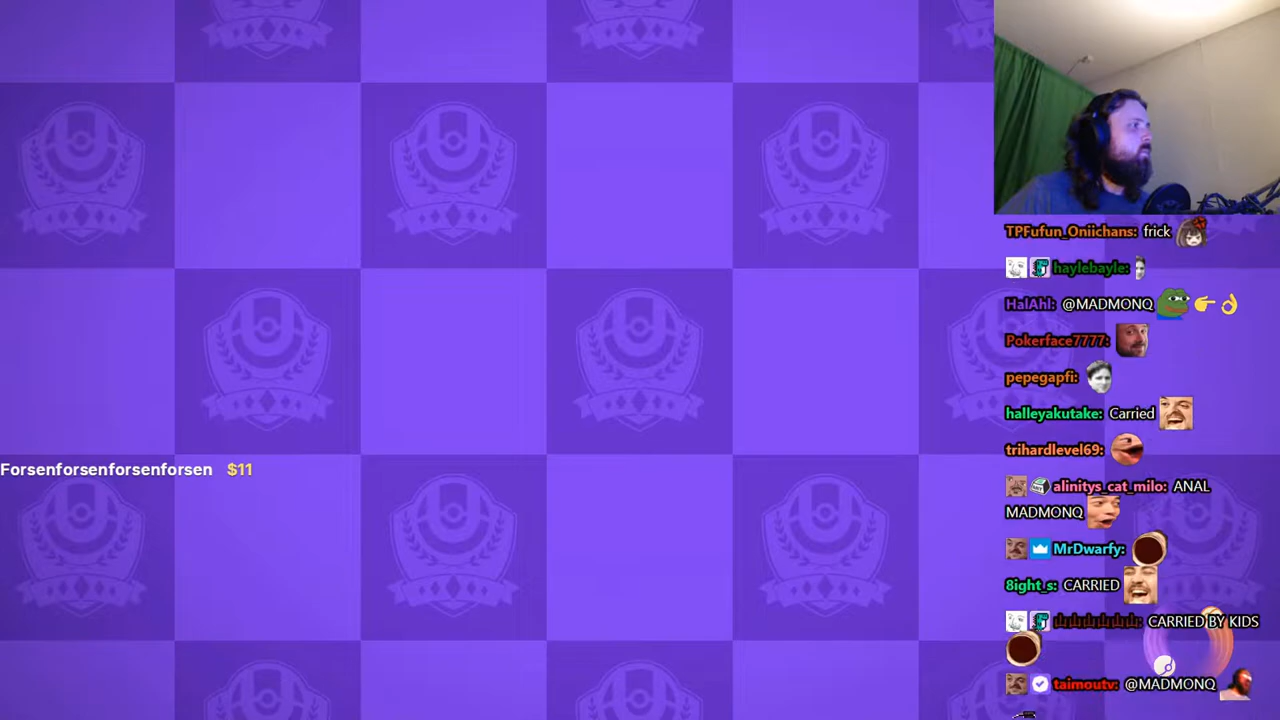 TPFufun_Oniichans: frick
haylebayle:
HalAhl: @MADMONQ
Pokerface7777:
pepegapfi:
halleyakutake: Carried
Forsenforsenforsenforsen $11
trihardlevel69:
alinitys_cat_milo: ANAL
MADMONQ
MrDwarfy:
8ight_s: CARRIED
CARRIED BY KIDS
taimoutv: @MADMONQ